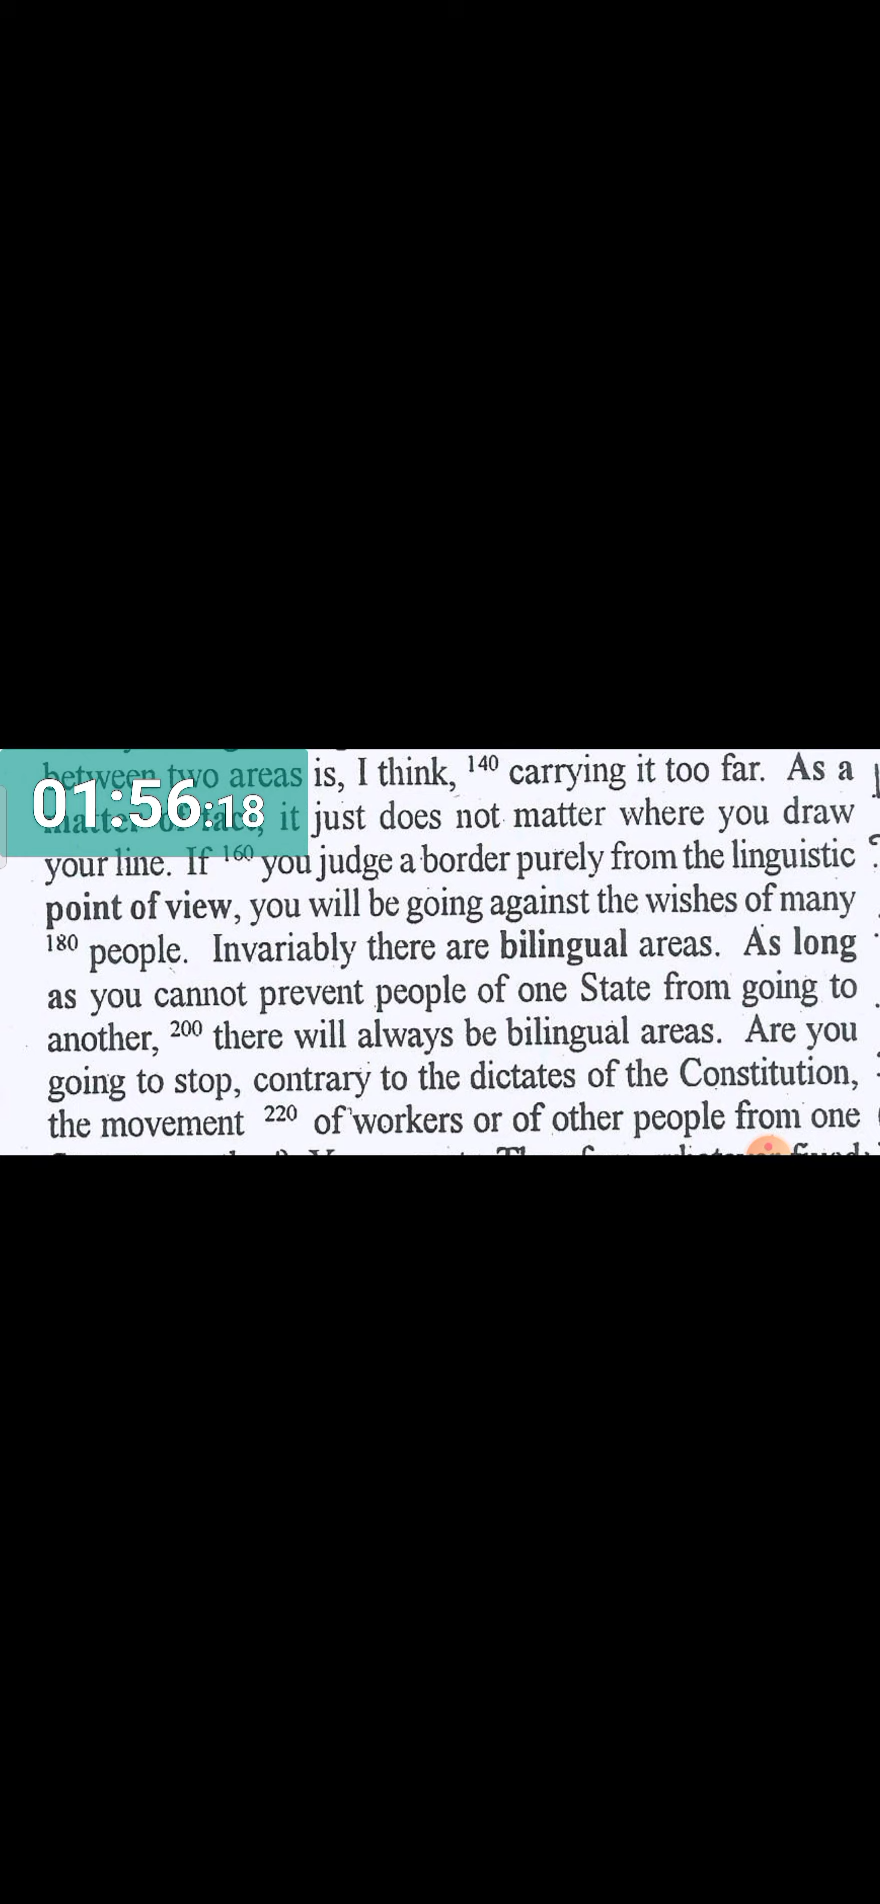 between two areas is, I think, 140 carrying it too far. As a
matter of fact, it just does not matter where you draw
01:56:18
your line. If 160 you judge a border purely from the linguistic
point of view, you will be going against the wishes of many
180 people. Invariably there are bilingual areas. As long
as you cannot prevent people of one State from going to
another, 200 there will always be bilingual areas. Are you
going to stop, contrary to the dictates of the Constitution,
the movement 220 of workers or of other people from one